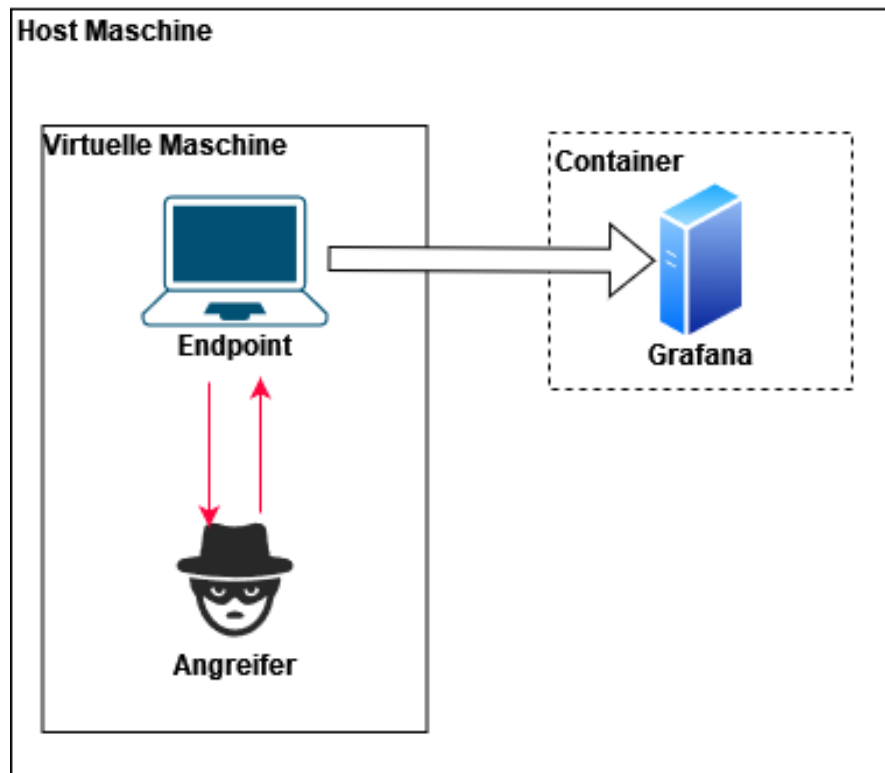 Host Maschine
Virtuelle Maschine
Container
Endpoint
Grafana
Angreifer